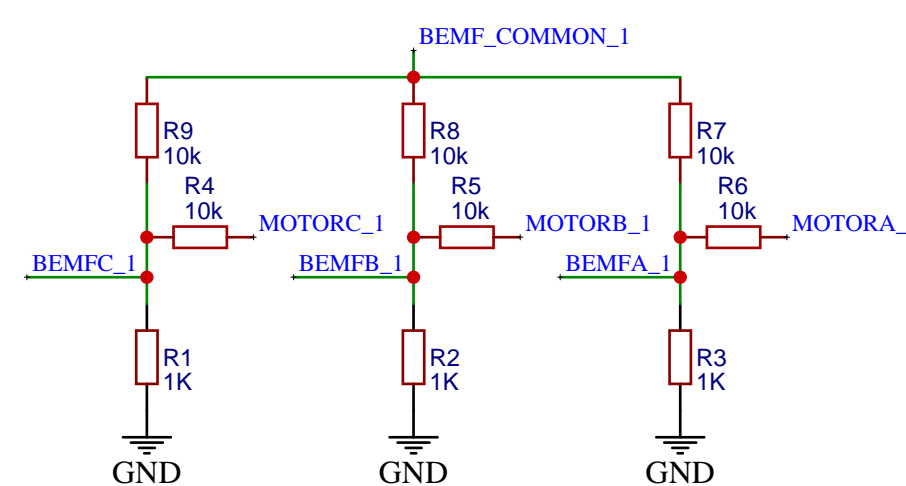 BEMF_COMMON_1
R9
10k
R8
10k
R7
10k
R4
10k
R5
10k
R6
10k
MOTORC_1
MOTORB_1
MOTORA_
BEMFC_1
BEMFB_1
BEMFA_1
R1
1K
R2
1K
R3
1K
GND
GND
GND